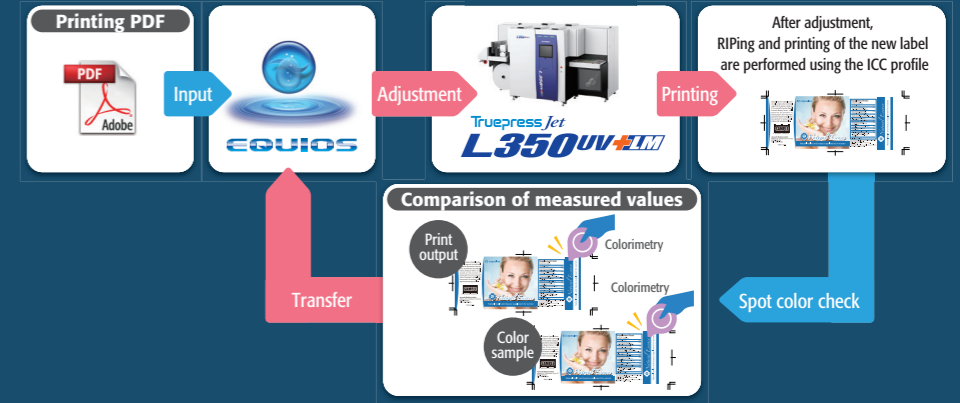 Printing PDF
PDF
Adobe
Input
EQUIOS
Adjustment
Truepress Jet
L350UV+LM
Printing
After adjustment,
RIPing and printing of the new label
are performed using the ICC profile
Spot color check
Comparison of measured values
Print
output
Colorimetry
Colorimetry
Color
sample
Transfer